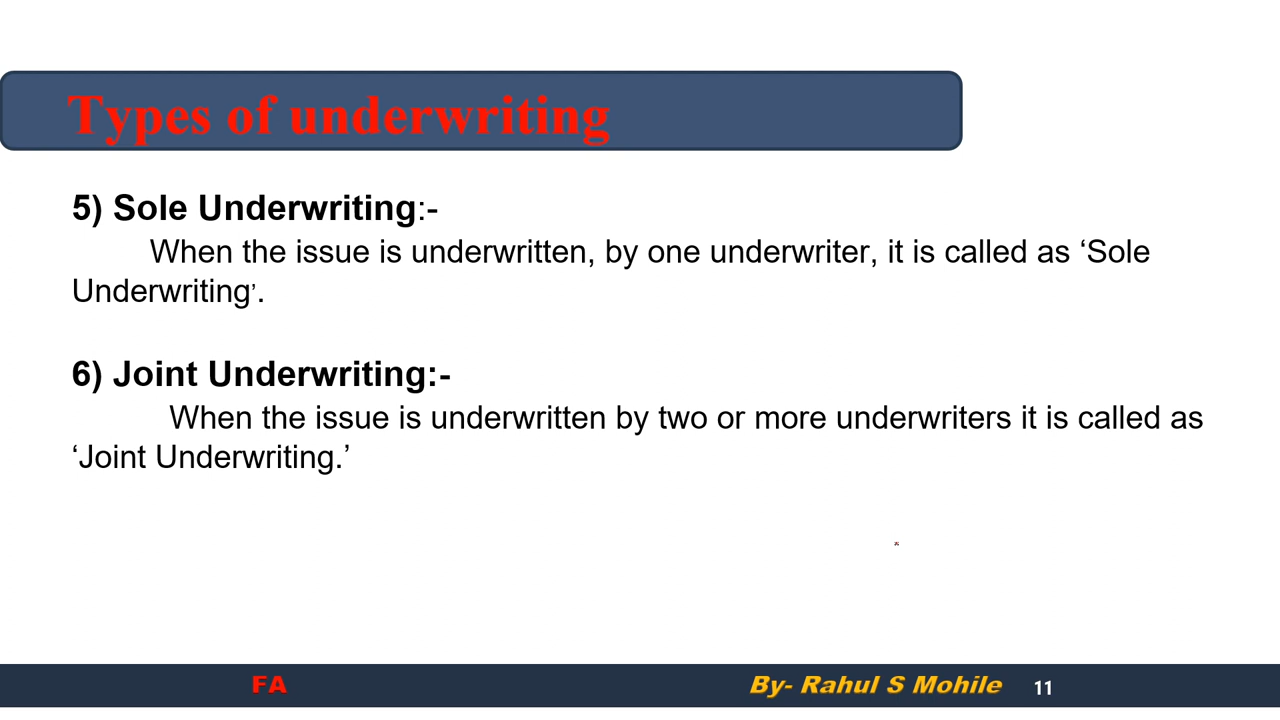 Types of underwriting
5) Sole Underwriting:-
When the issue is underwritten, by one underwriter, it is called as ‘Sole
Underwriting’.
6) Joint Underwriting:-
When the issue is underwritten by two or more underwriters it is called as
‘Joint Underwriting.’
FA By- Rahul S Mohile 11